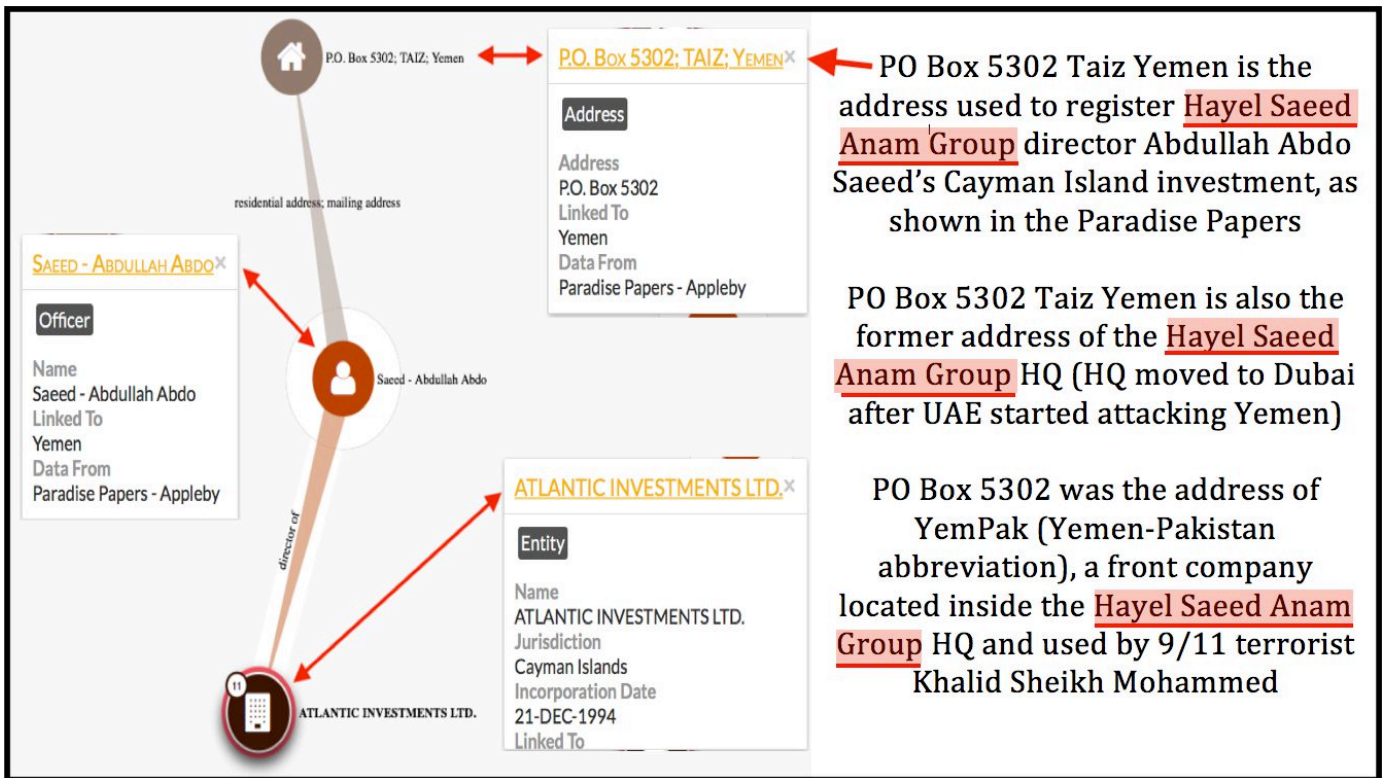 P.O. Box 5302; TAIZ; Yemen
residential address; mailing address
Saeed - Abdullah Abdo
director of
11
ATLANTIC INVESTMENTS LTD.
P.O. BOX 5302; TAIZ; YEMEN×
Address
Address
P.O. Box 5302
Linked To
Yemen
Data From
Paradise Papers - Appleby
SAEED - ABDULLAH ABDO×
Officer
Name
Saeed - Abdullah Abdo
Linked To
Yemen
Data From
Paradise Papers - Appleby
ATLANTIC INVESTMENTS LTD.×
Entity
Name
ATLANTIC INVESTMENTS LTD.
Jurisdiction
Cayman Islands
Incorporation Date
21-DEC-1994
Linked To
PO Box 5302 Taiz Yemen is the
address used to register Hayel Saeed
Anam Group director Abdullah Abdo
Saeed’s Cayman Island investment, as
shown in the Paradise Papers
PO Box 5302 Taiz Yemen is also the
former address of the Hayel Saeed
Anam Group HQ (HQ moved to Dubai
after UAE started attacking Yemen)
PO Box 5302 was the address of
YemPak (Yemen-Pakistan
abbreviation), a front company
located inside the Hayel Saeed Anam
Group HQ and used by 9/11 terrorist
Khalid Sheikh Mohammed